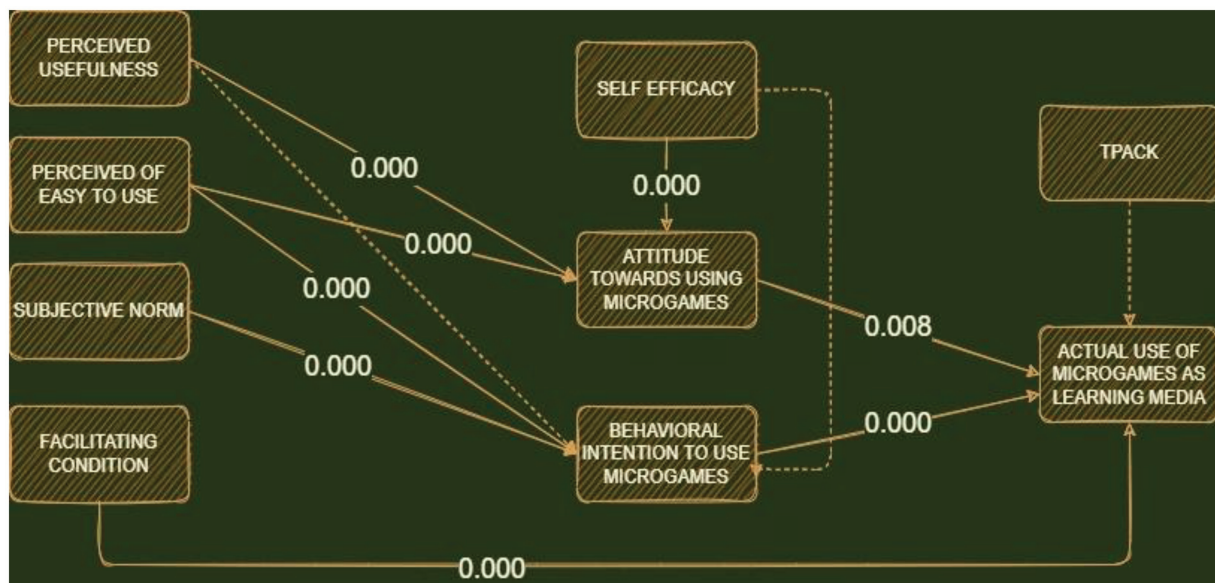 PERCEIVED
USEFULNESS
SELF EFFICACY
TPACK
PERCEIVED OF
EASY TO USE
0.000
0.000
0.000
ATTITUDE
TOWARDS USING
MICROGAMES
SUBJECTIVE NORM
0.000
0.008
0.000
ACTUAL USE OF
MICROGAMES AS
LEARNING MEDIA
FACILITATING
CONDITION
BEHAVIORAL
INTENTION TO USE
MICROGAMES
0.000
0.000